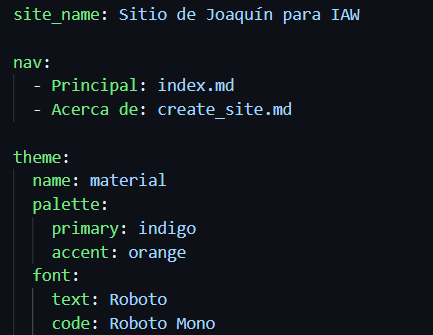 site_name: Sitio de Joaquín para IAW

nav:
  - Principal: index.md
  - Acerca de: create_site.md

theme:
  name: material
  palette:
    primary: indigo
    accent: orange
  font:
    text: Roboto
    code: Roboto Mono